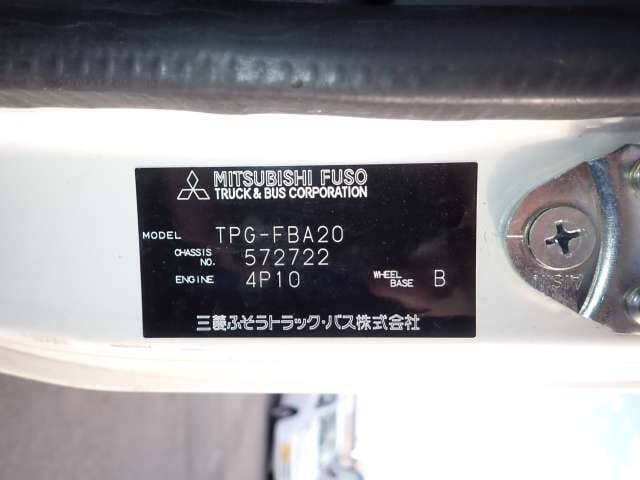 MITSUBISHI FUSO
TRUCK & BUS CORPORATION
MODEL TPG-FBA20
CHASSIS NO. 572722
ENGINE 4P10 WHEEL BASE B
三菱ふそうトラック・バス株式会社
AISIN